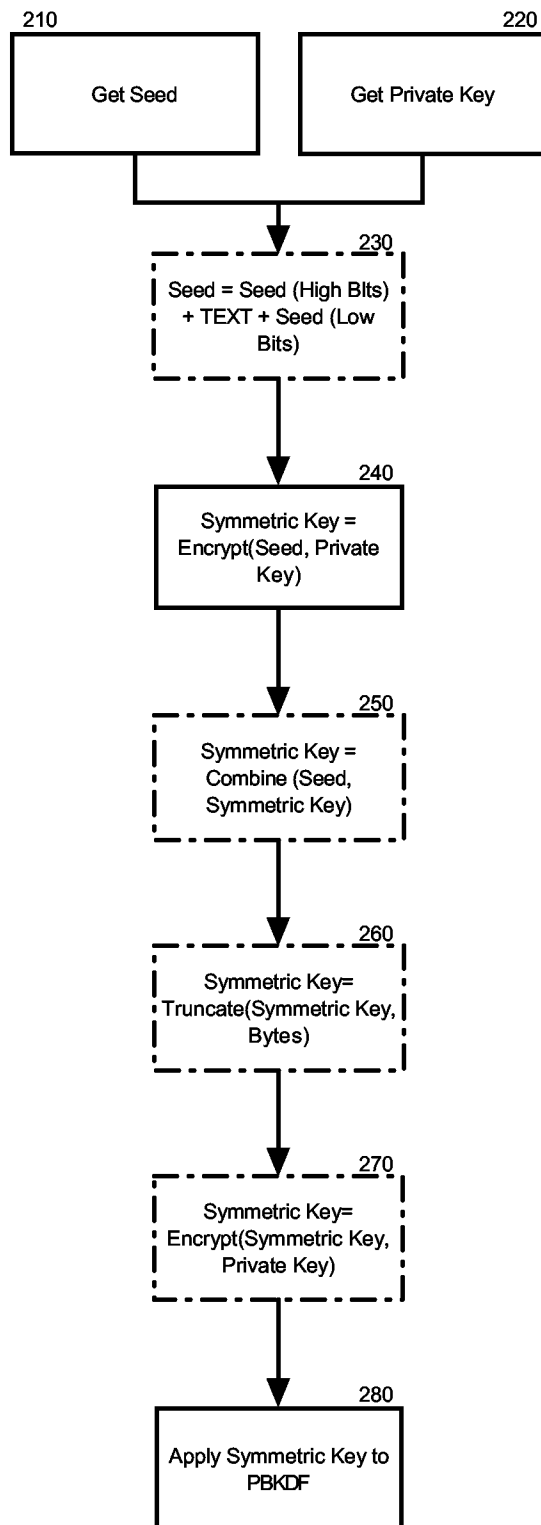 210
220
Get Seed
Get Private Key
230
Seed = Seed (High BIts)
+ TEXT + Seed (Low
Bits)
240
Symmetric Key =
Encrypt(Seed, Private
Key)
250
Symmetric Key =
Combine (Seed,
Symmetric Key)
260
Symmetric Key=
Truncate(Symmetric Key,
Bytes)
270
Symmetric Key=
Encrypt(Symmetric Key,
Private Key)
280
Apply Symmetric Key to
PBKDF